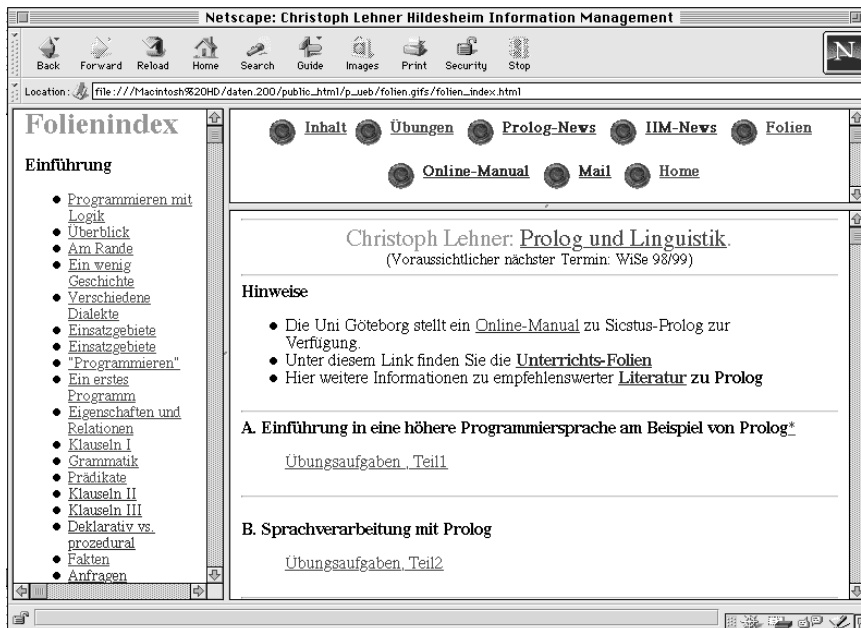 Netscape: Christoph Lehner Hildesheim Information Management
Back Forward Reload Home Search Guide Images Print Security Stop
N
Location: file:///Macintosh%20HD/daten.200/public_html/p_ueb/folien.gifs/folien_index.html
Folienindex
Einführung
Programmieren mit
Logik
Überblick
Am Rande
Ein wenig
Geschichte
Verschiedene
Dialekte
Einsatzgebiete
Einsatzgebiete
"Programmieren"
Ein erstes
Programm
Eigenschaften und
Relationen
Klauseln I
Grammatik
Prädikate
Klauseln II
Klauseln III
Deklarativ vs.
prozedural
Fakten
Anfragen
Inhalt Übungen Prolog-News IIM-News Folien
Online-Manual Mail Home
Christoph Lehner: Prolog und Linguistik.
(Voraussichtlicher nächster Termin: WiSe 98/99)
Hinweise
Die Uni Göteborg stellt ein Online-Manual zu Sicstus-Prolog zur
Verfügung.
Unter diesem Link finden Sie die Unterrichts-Folien
Hier weitere Informationen zu empfehlenswerter Literatur zu Prolog
A. Einführung in eine höhere Programmiersprache am Beispiel von Prolog*
Übungsaufgaben , Teil1
B. Sprachverarbeitung mit Prolog
Übungsaufgaben, Teil2